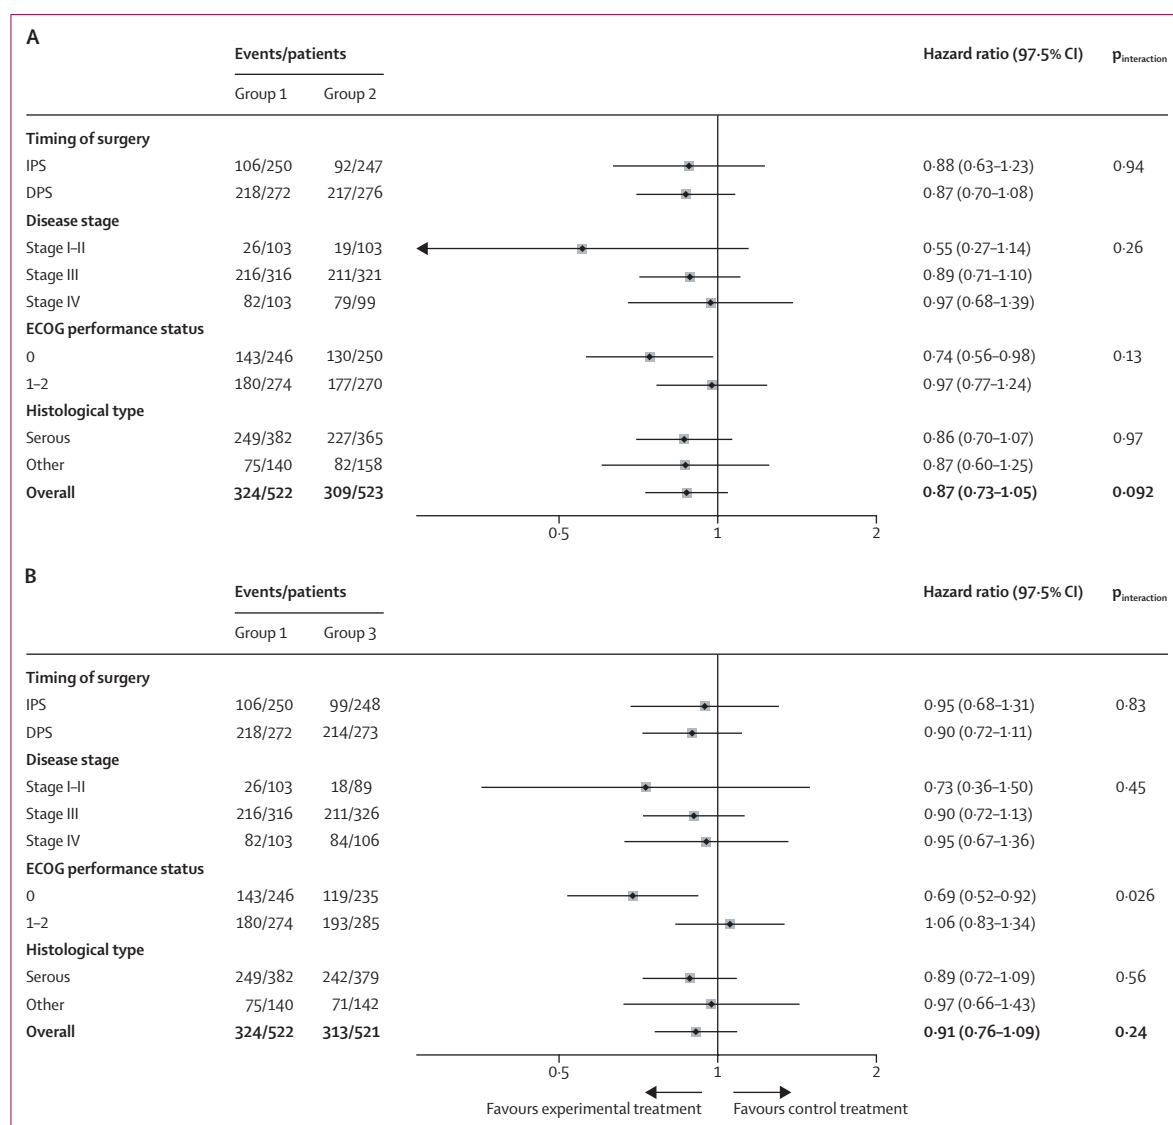 A
Events/patients Hazard ratio (97·5% CI) pinteraction
Group 1 Group 2
Timing of surgery
IPS 106/250 92/247 0·88 (0·63–1·23) 0·94
DPS 218/272 217/276 0·87 (0·70–1·08)
Disease stage
Stage I–II 26/103 19/103 0·55 (0·27–1·14) 0·26
Stage III 216/316 211/321 0·89 (0·71–1·10)
Stage IV 82/103 79/99 0·97 (0·68–1·39)
ECOG performance status
0 143/246 130/250 0·74 (0·56–0·98) 0·13
1–2 180/274 177/270 0·97 (0·77–1·24)
Histological type
Serous 249/382 227/365 0·86 (0·70–1·07) 0·97
Other 75/140 82/158 0·87 (0·60–1·25)
Overall 324/522 309/523 0·87 (0·73–1·05) 0·092
0·5 1 2
B
Events/patients Hazard ratio (97·5% CI) pinteraction
Group 1 Group 3
Timing of surgery
IPS 106/250 99/248 0·95 (0·68–1·31) 0·83
DPS 218/272 214/273 0·90 (0·72–1·11)
Disease stage
Stage I–II 26/103 18/89 0·73 (0·36–1·50) 0·45
Stage III 216/316 211/326 0·90 (0·72–1·13)
Stage IV 82/103 84/106 0·95 (0·67–1·36)
ECOG performance status
0 143/246 119/235 0·69 (0·52–0·92) 0·026
1–2 180/274 193/285 1·06 (0·83–1·34)
Histological type
Serous 249/382 242/379 0·89 (0·72–1·09) 0·56
Other 75/140 71/142 0·97 (0·66–1·43)
Overall 324/522 313/521 0·91 (0·76–1·09) 0·24
0·5 1 2
Favours experimental treatment Favours control treatment